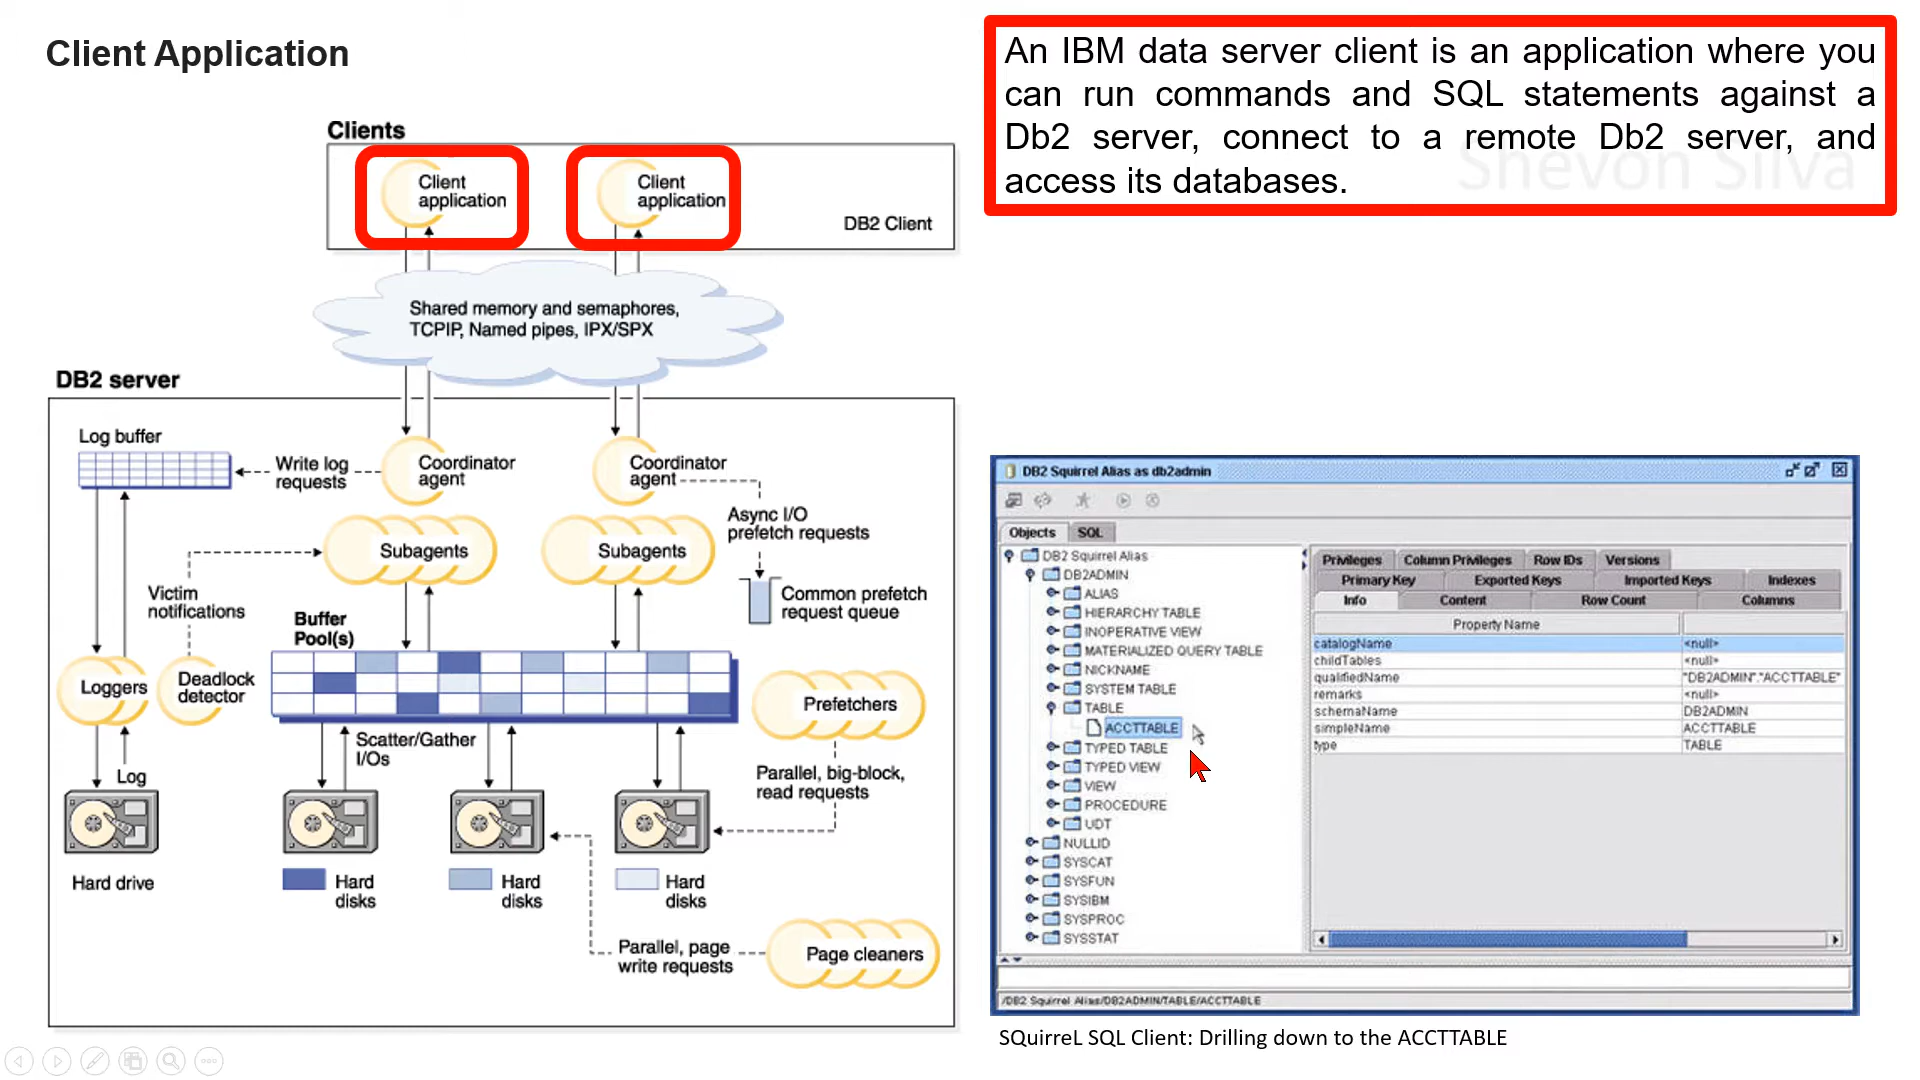 Client Application
An IBM data server client is an application where you
can run commands and SQL statements against a
Db2 server, connect to a remote Db2 server, and
access its databases.
Shevon Silva
Clients
Client
application
Client
application
DB2 Client
Shared memory and semaphores,
TCPIP, Named pipes, IPX/SPX
DB2 server
Log buffer
Write log
requests
Coordinator
agent
Coordinator
agent
Async I/O
prefetch requests
Subagents
Subagents
Victim
notifications
Common prefetch
request queue
Buffer
Pool(s)
Loggers
Deadlock
detector
Prefetchers
Scatter/Gather
I/Os
Log
Parallel, big-block,
read requests
Hard drive
Hard
disks
Hard
disks
Hard
disks
Parallel, page
write requests
Page cleaners
DB2 Squirrel Alias as db2admin
Objects SQL
DB2 Squirrel Alias
DB2ADMIN
ALIAS
HIERARCHY TABLE
INOPERATIVE VIEW
MATERIALIZED QUERY TABLE
NICKNAME
SYSTEM TABLE
TABLE
ACCTTABLE
TYPED TABLE
TYPED VIEW
VIEW
PROCEDURE
UDT
NULLID
SYSCAT
SYSFUN
SYSIBM
SYSPROC
SYSSTAT
Privileges Column Privileges Row IDs Versions
Primary Key Exported Keys Imported Keys Indexes
Info Content Row Count Columns
Property Name
catalogName <null>
childTables <null>
qualifiedName "DB2ADMIN"."ACCTTABLE"
remarks <null>
schemaName DB2ADMIN
simpleName ACCTTABLE
type TABLE
/DB2 Squirrel Alias/DB2ADMIN/TABLE/ACCTTABLE
SQuirreL SQL Client: Drilling down to the ACCTTABLE